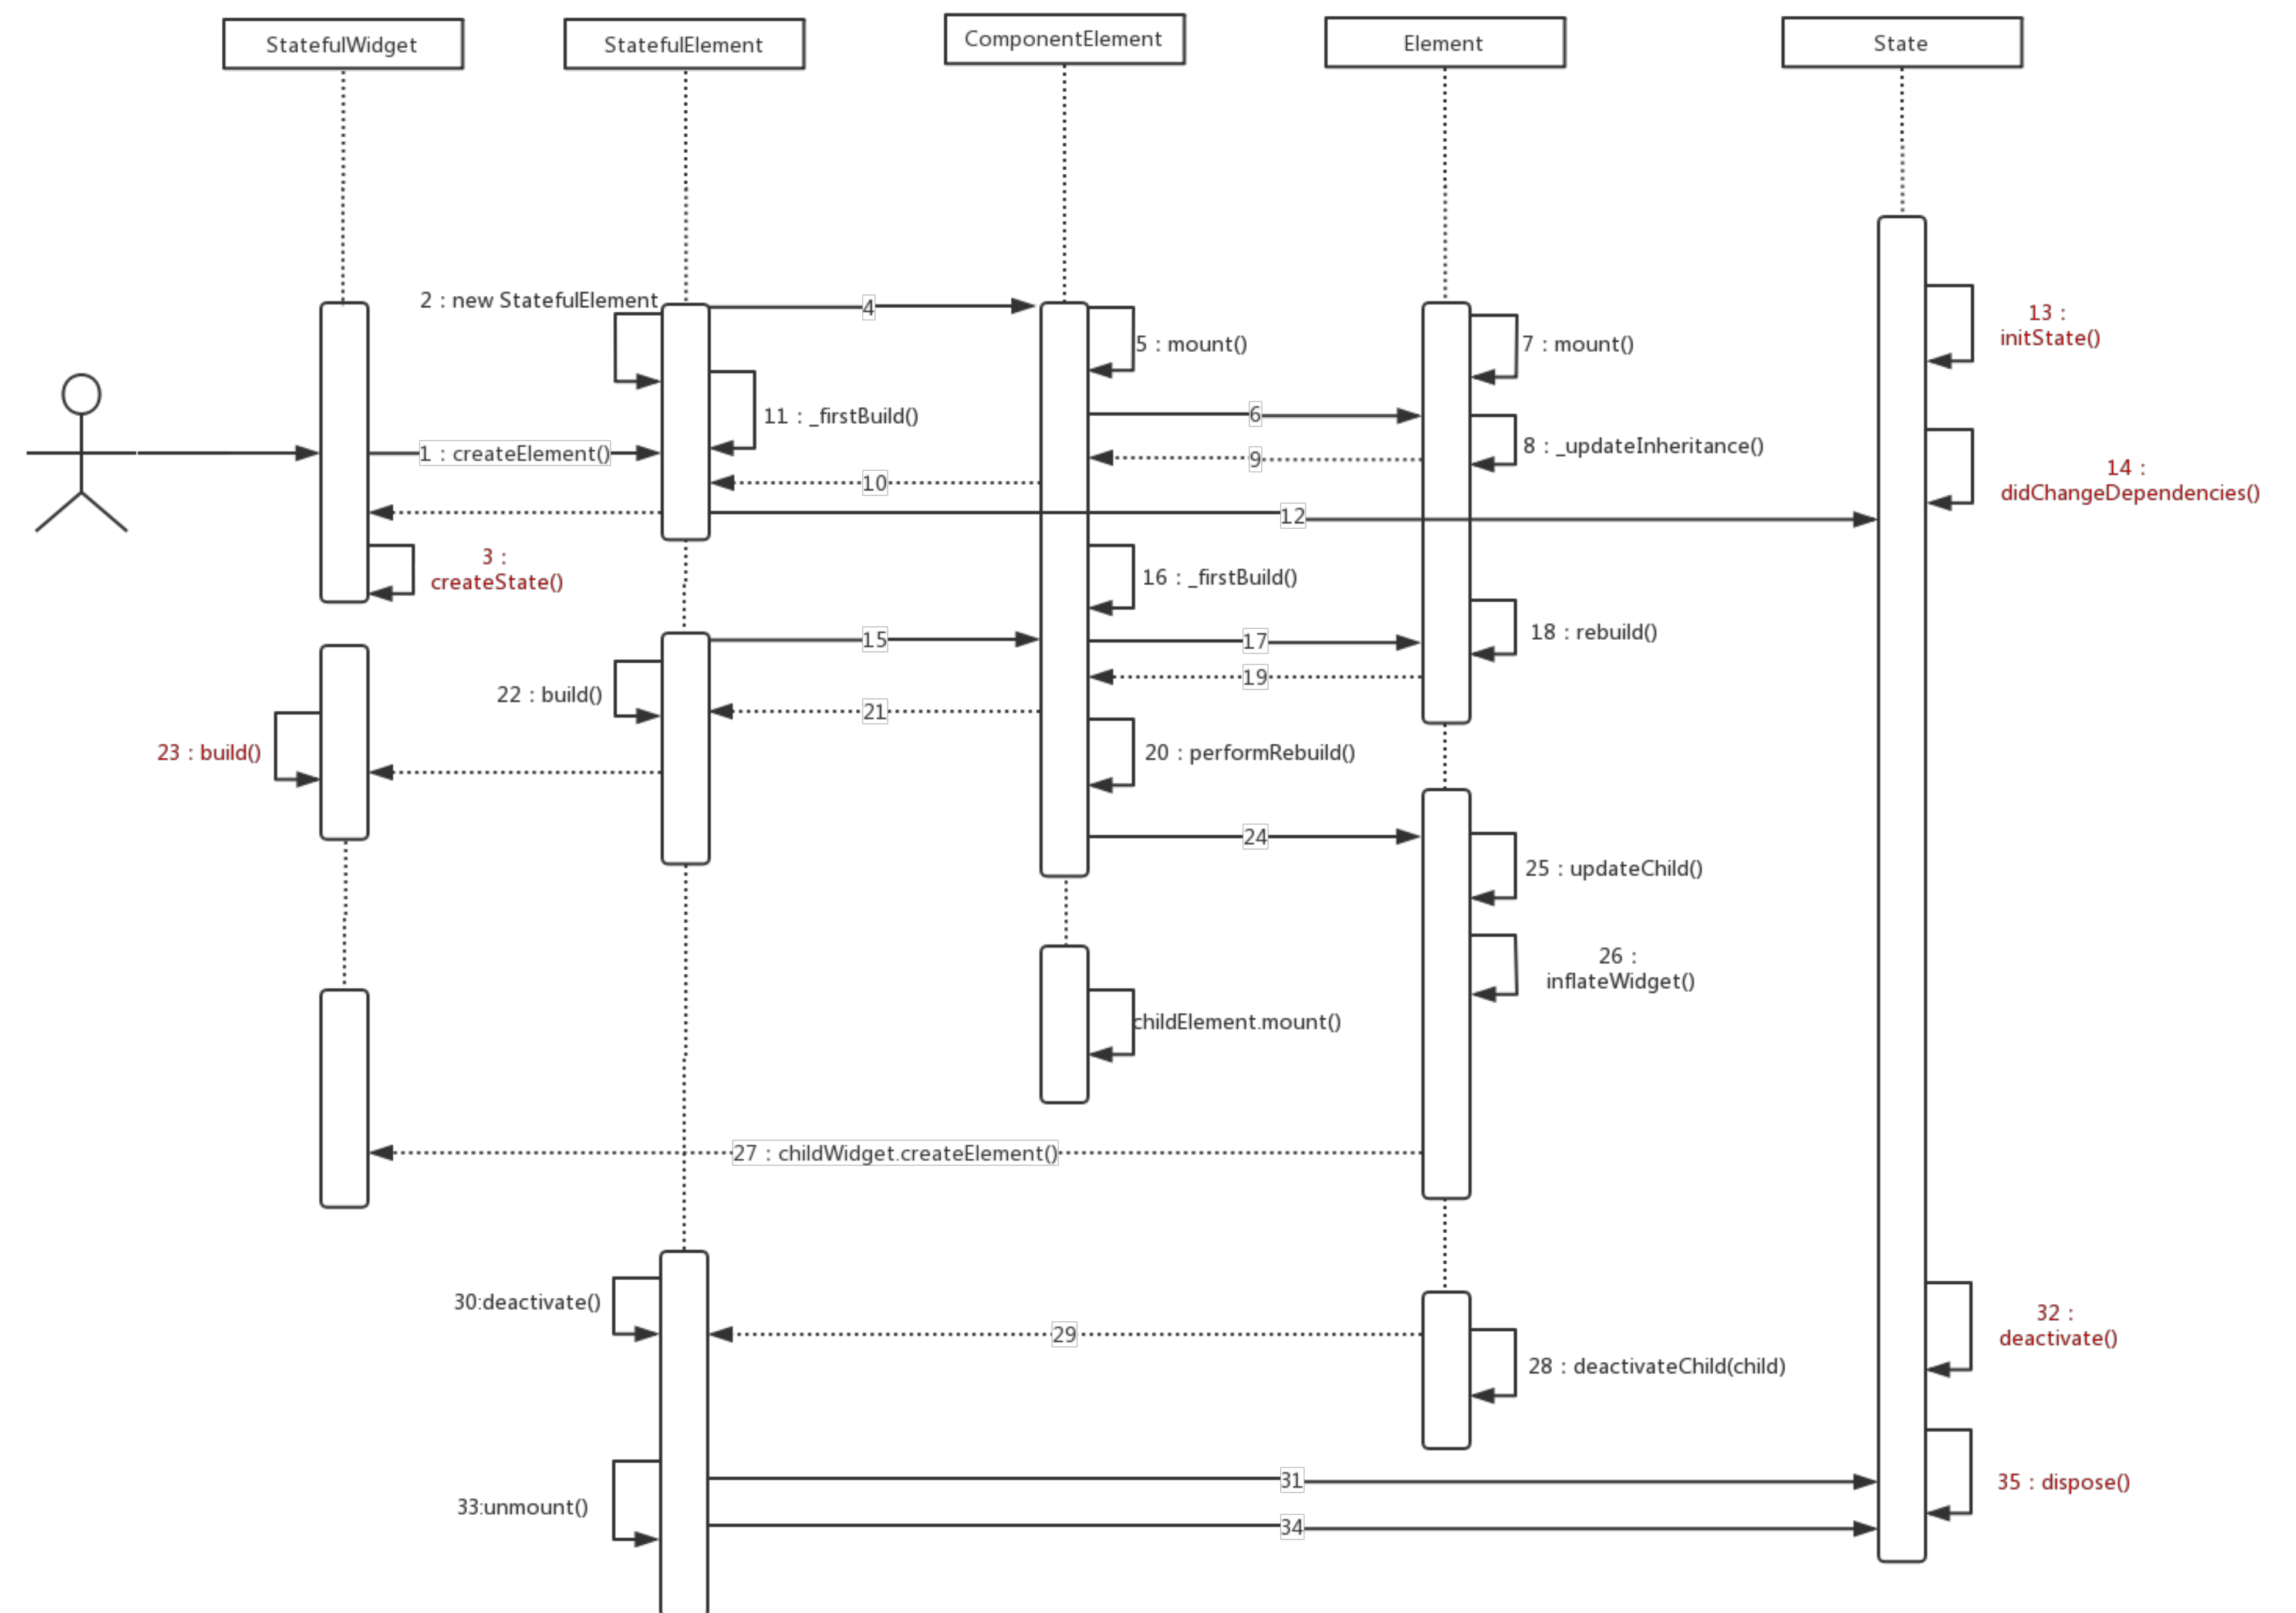 StatefulWidget
StatefulElement
ComponentElement
Element
State
2 : new StatefulElement
4
5 : mount()
7 : mount()
13 :
initState()
11 : _firstBuild()
6
8 : _updateInheritance()
1 : createElement()
9
10
14 :
didChangeDependencies()
12
3 :
createState()
16 : _firstBuild()
15
17
18 : rebuild()
19
22 : build()
21
23 : build()
20 : performRebuild()
24
25 : updateChild()
26 :
inflateWidget()
childElement.mount()
27 : childWidget.createElement()
30:deactivate()
29
32 :
deactivate()
28 : deactivateChild(child)
31
35 : dispose()
33:unmount()
34